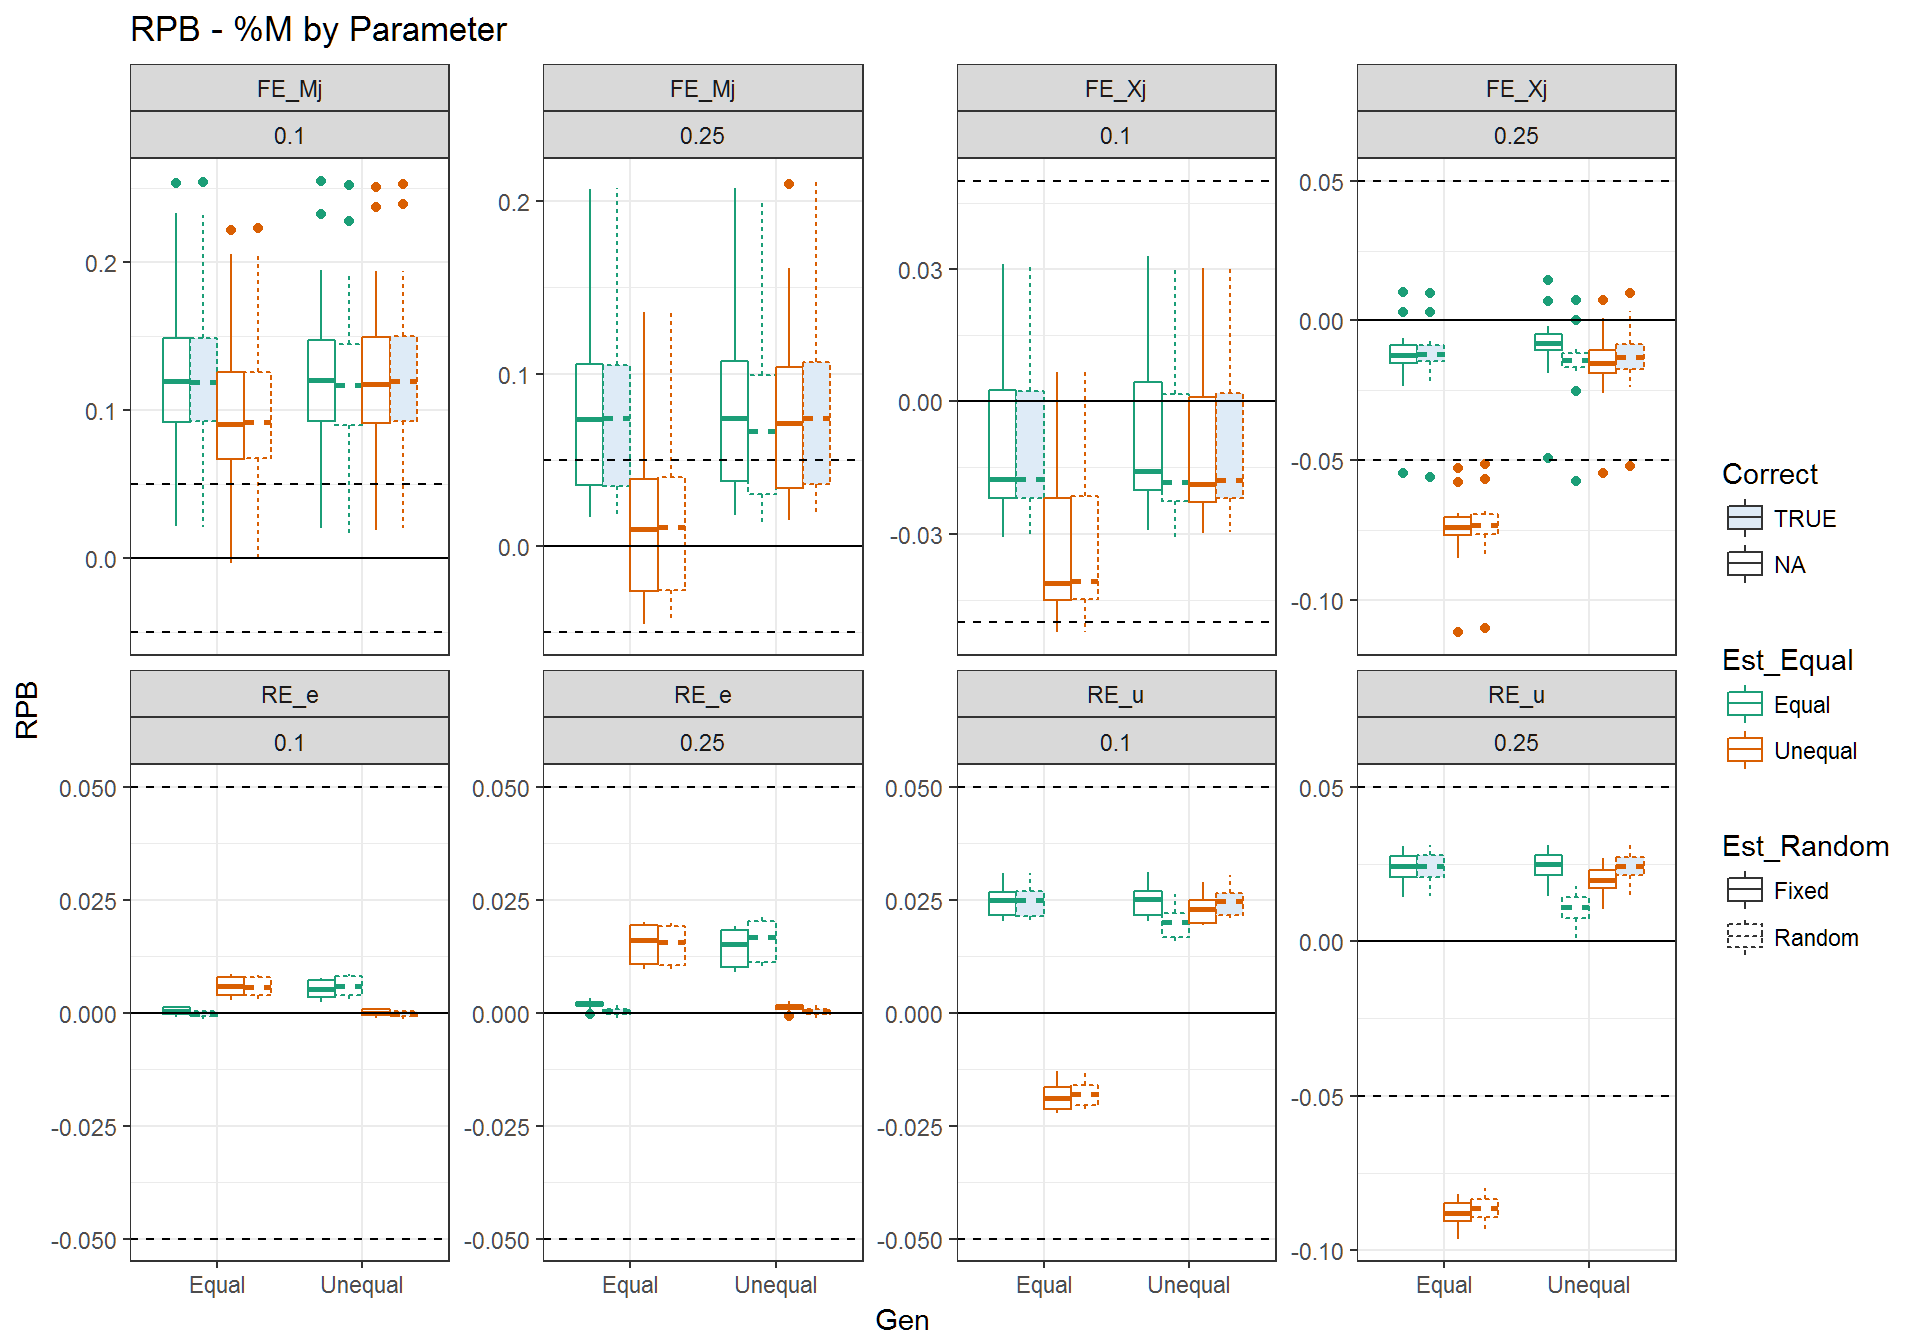 RPB - %M by Parameter
FE_Mj
FE_Mj
FE_Xj
FE_Xj
0.1
0.25
0.1
0.25
0.2
0.1
0.0
0.2
0.1
0.0
0.03
0.00
-0.03
0.05
0.00
-0.05
-0.10
RE_e
RE_e
RE_u
RE_u
0.1
0.25
0.1
0.25
0.050
0.025
0.000
-0.025
-0.050
0.050
0.025
0.000
-0.025
-0.050
0.050
0.025
0.000
-0.025
-0.050
0.05
0.00
-0.05
-0.10
Equal Unequal
Equal Unequal
Equal Unequal
Equal Unequal
Gen
RPB
Correct
TRUE
NA
Est_Equal
Equal
Unequal
Est_Random
Fixed
Random